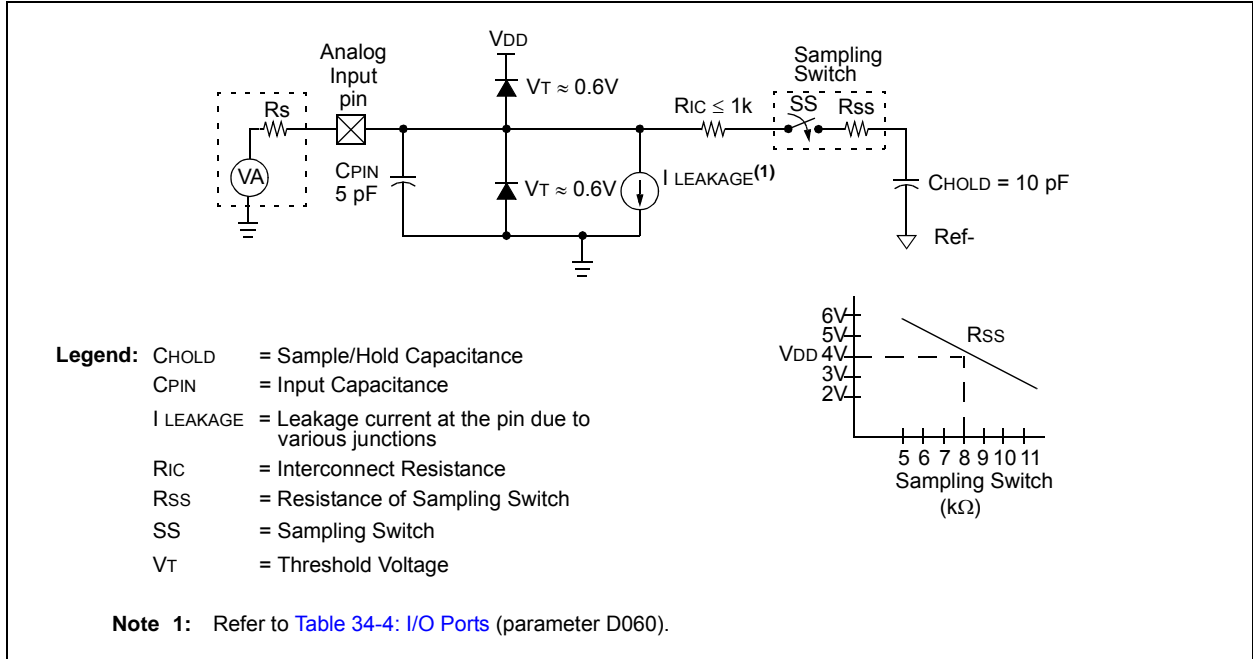 VDD
Analog
Input
pin
Sampling
Switch
VT ≈ 0.6V
Rs
RIC ≤ 1k
SS
Rss
VA
CPIN
5 pF
VT ≈ 0.6V
I LEAKAGE(1)
CHOLD = 10 pF
Ref-
6V
5V
VDD 4V
3V
2V
RSS
5 6 7 8 9 10 11
Sampling Switch
(kΩ)
Legend: CHOLD = Sample/Hold Capacitance
CPIN = Input Capacitance
I LEAKAGE = Leakage current at the pin due to
various junctions
RIC = Interconnect Resistance
RSS = Resistance of Sampling Switch
SS = Sampling Switch
VT = Threshold Voltage
Note 1: Refer to Table 34-4: I/O Ports (parameter D060).